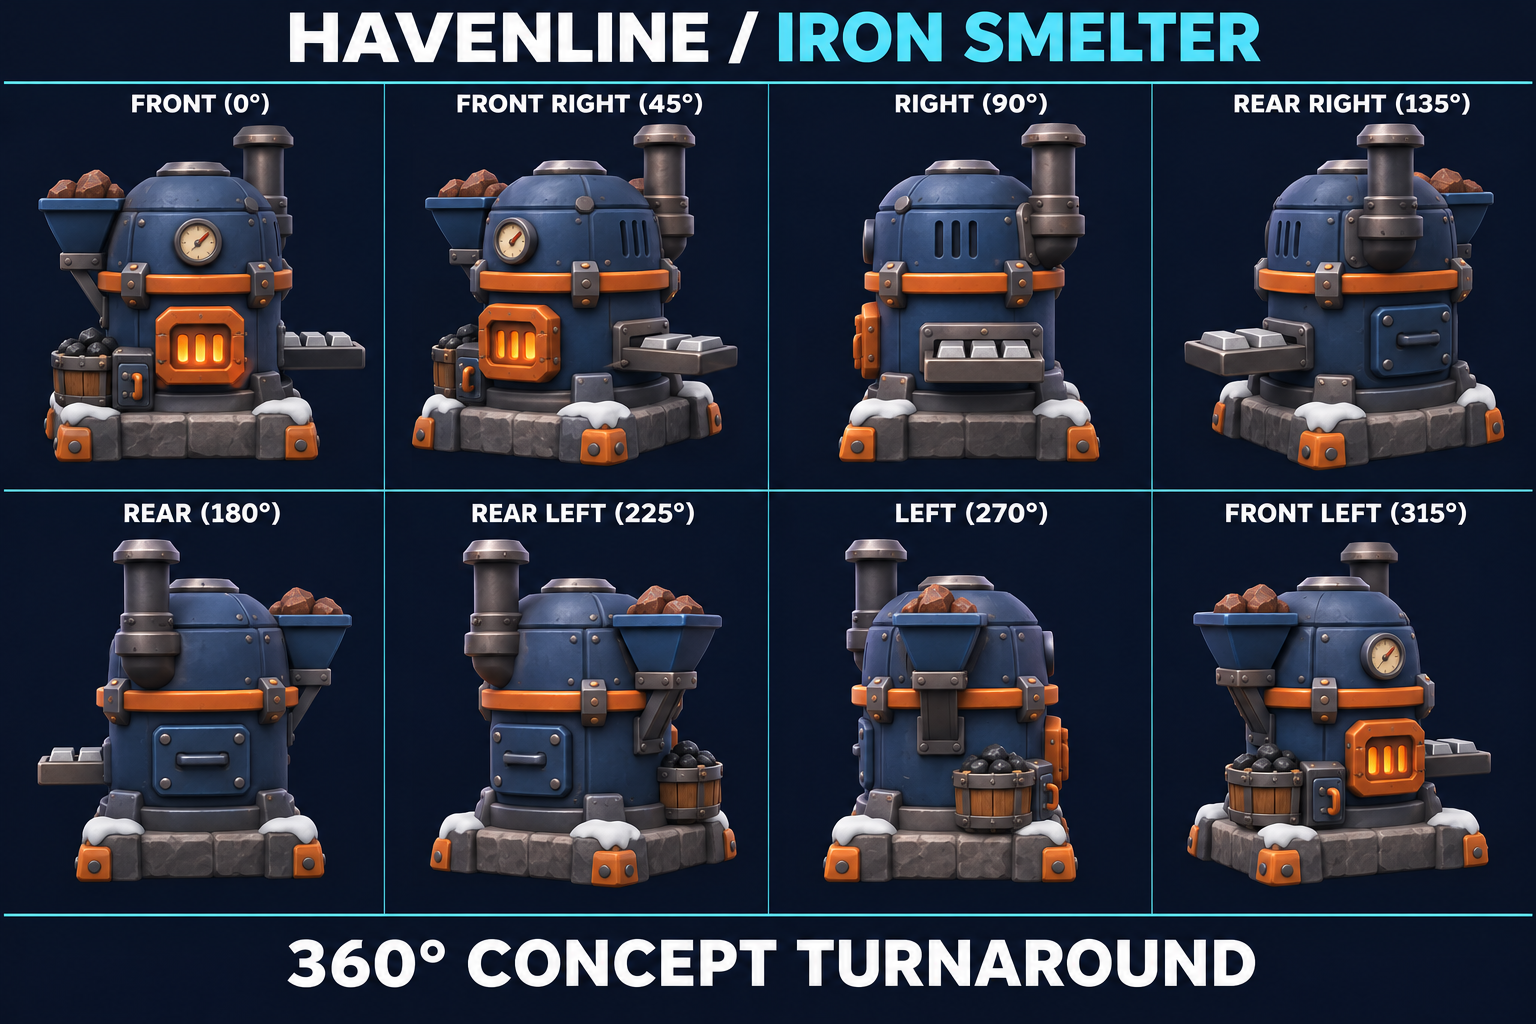 HAVENLINE / IRON SMELTER
FRONT (0°)
FRONT RIGHT (45°)
RIGHT (90°)
REAR RIGHT (135°)
REAR (180°)
REAR LEFT (225°)
LEFT (270°)
FRONT LEFT (315°)
360° CONCEPT TURNAROUND